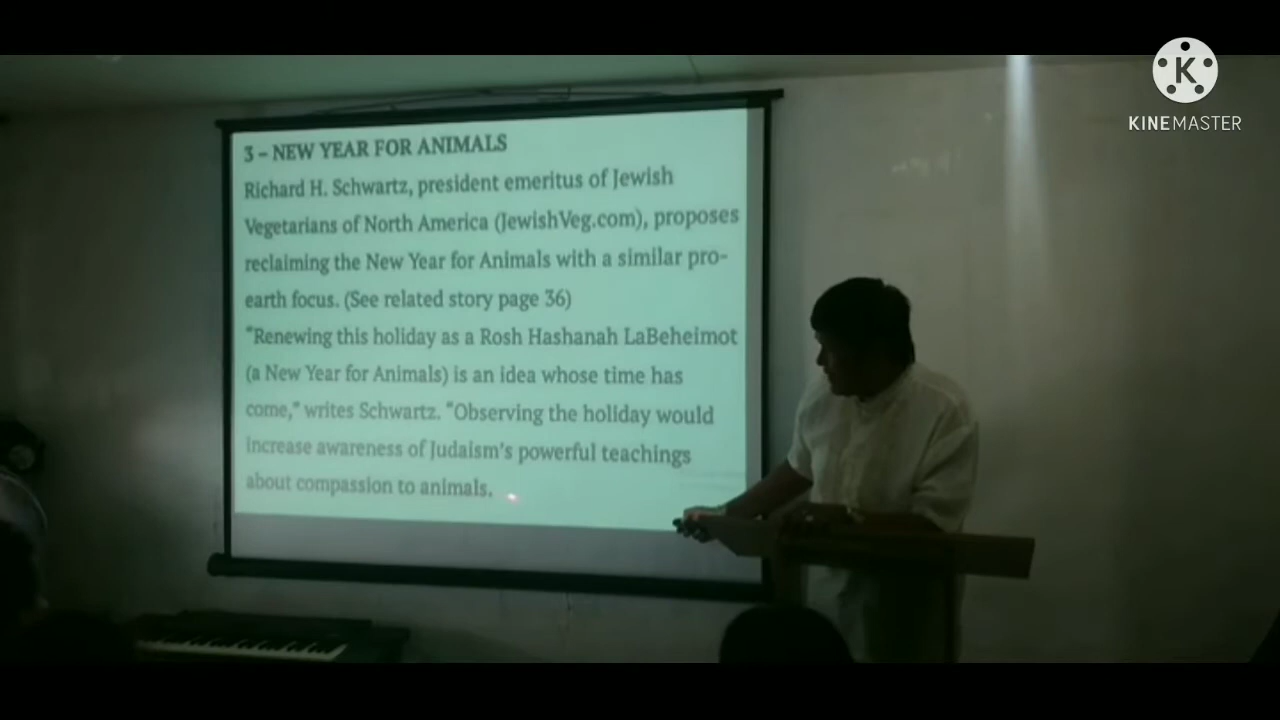 3 – NEW YEAR FOR ANIMALS
Richard H. Schwartz, president emeritus of Jewish
Vegetarians of North America (JewishVeg.com), proposes
reclaiming the New Year for Animals with a similar pro-
earth focus. (See related story page 36)
“Renewing this holiday as a Rosh Hashanah LaBeheimot
(a New Year for Animals) is an idea whose time has
come,” writes Schwartz. “Observing the holiday would
increase awareness of Judaism’s powerful teachings
about compassion to animals.
K
KINEMASTER